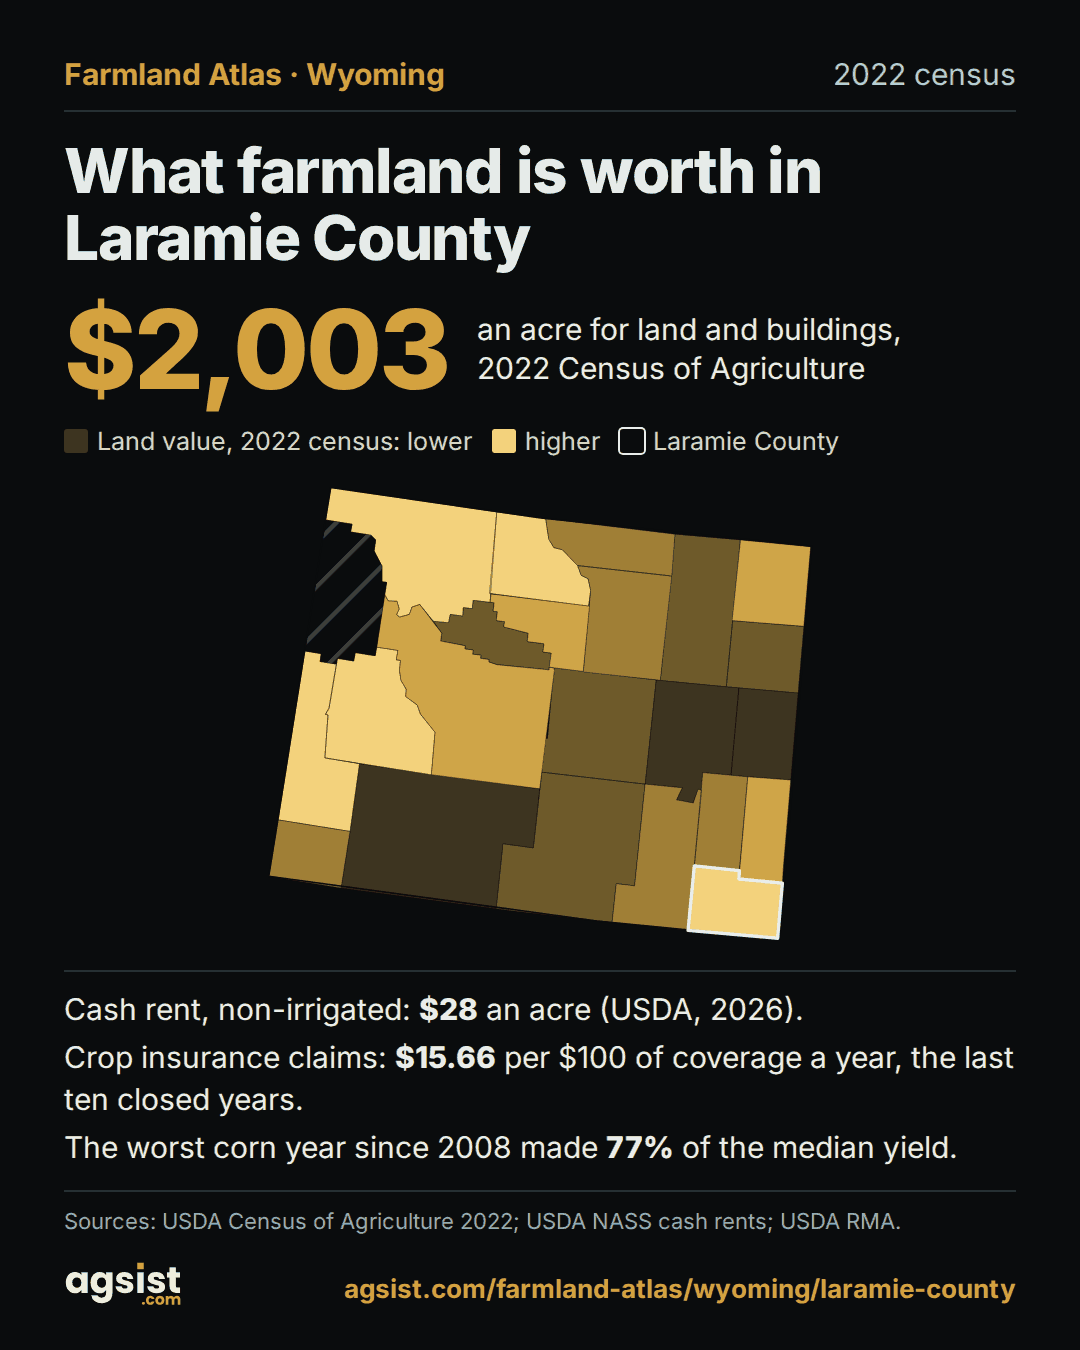 Farmland Atlas · Wyoming
2022 census
What farmland is worth in
Laramie County
$2,003
an acre for land and buildings,
2022 Census of Agriculture
Land value, 2022 census: lower
higher
Laramie County
Cash rent, non-irrigated: $28 an acre (USDA, 2026).
Crop insurance claims: $15.66 per $100 of coverage a year, the last
ten closed years.
The worst corn year since 2008 made 77% of the median yield.
Sources: USDA Census of Agriculture 2022; USDA NASS cash rents; USDA RMA.
agsist
.com
agsist.com/farmland-atlas/wyoming/laramie-county